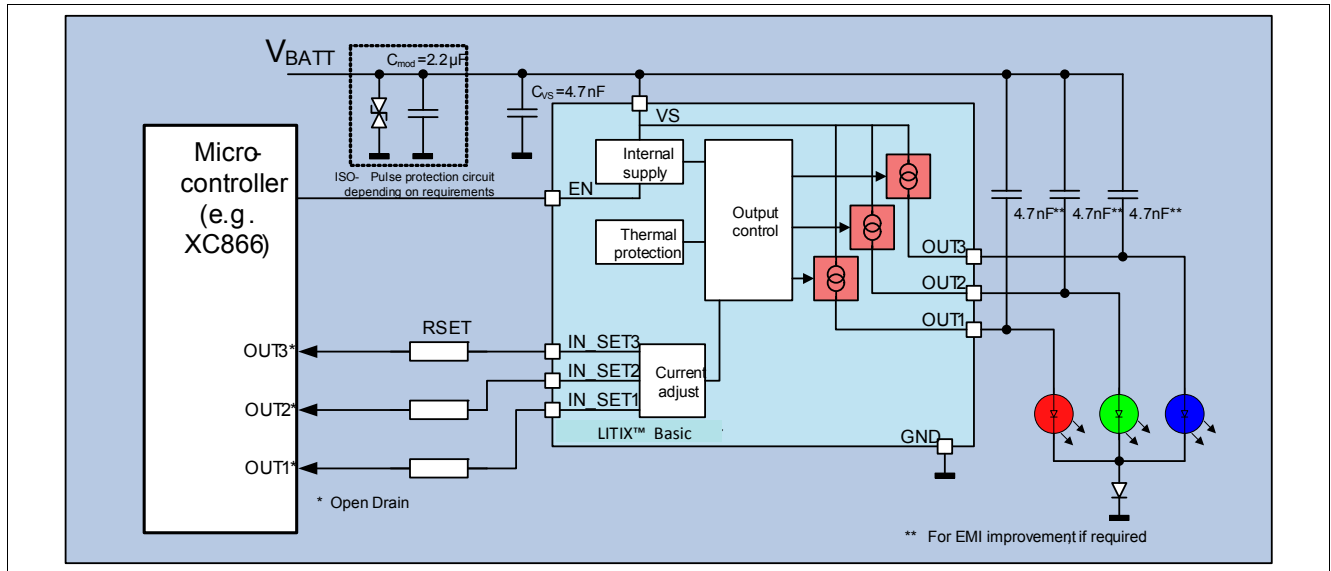 VBATT
Cmod=2.2µF
CVS=4.7nF
ISO- Pulse protection circuit
depending on requirements
Micro-
controller
(e.g.
XC866)
VS
EN
Internal
supply
Thermal
protection
Output
control
4.7nF**
4.7nF**
4.7nF**
OUT3
OUT2
OUT1
RSET
OUT3*
OUT2*
OUT1*
IN_SET3
IN_SET2
IN_SET1
Current
adjust
LITIX™ Basic
GND
* Open Drain
** For EMI improvement if required